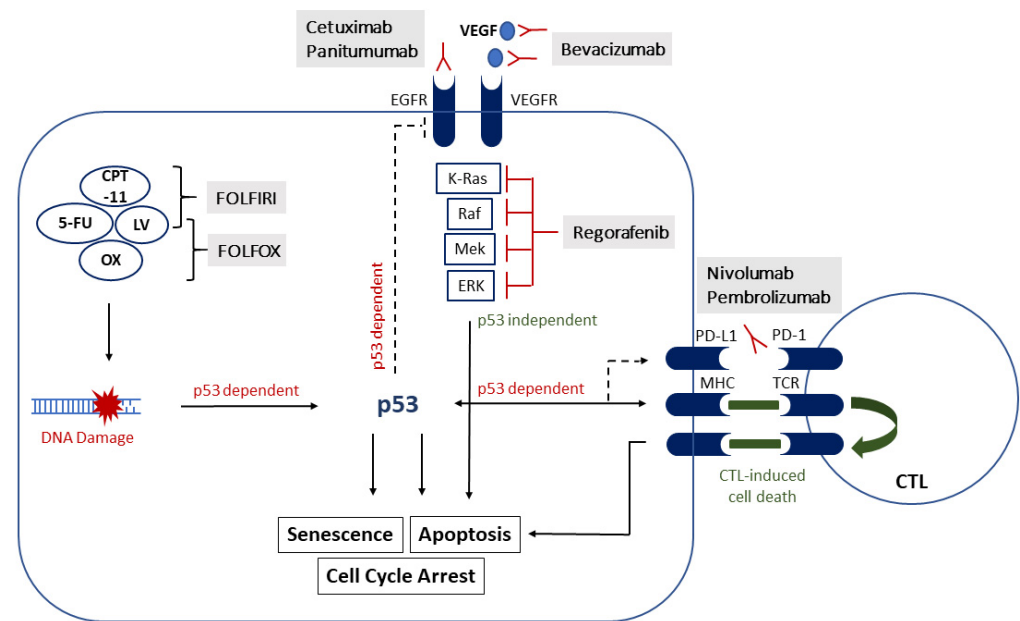 Cetuximab
Panitumumab
VEGF
Bevacizumab
EGFR
VEGFR
CPT
-11
5-FU
LV
OX
FOLFIRI
FOLFOX
K-Ras
Raf
Mek
ERK
Regorafenib
Nivolumab
Pembrolizumab
p53 dependent
p53 independent
PD-L1
PD-1
MHC
TCR
p53 dependent
p53
p53 dependent
DNA Damage
CTL-induced
cell death
CTL
Senescence
Apoptosis
Cell Cycle Arrest